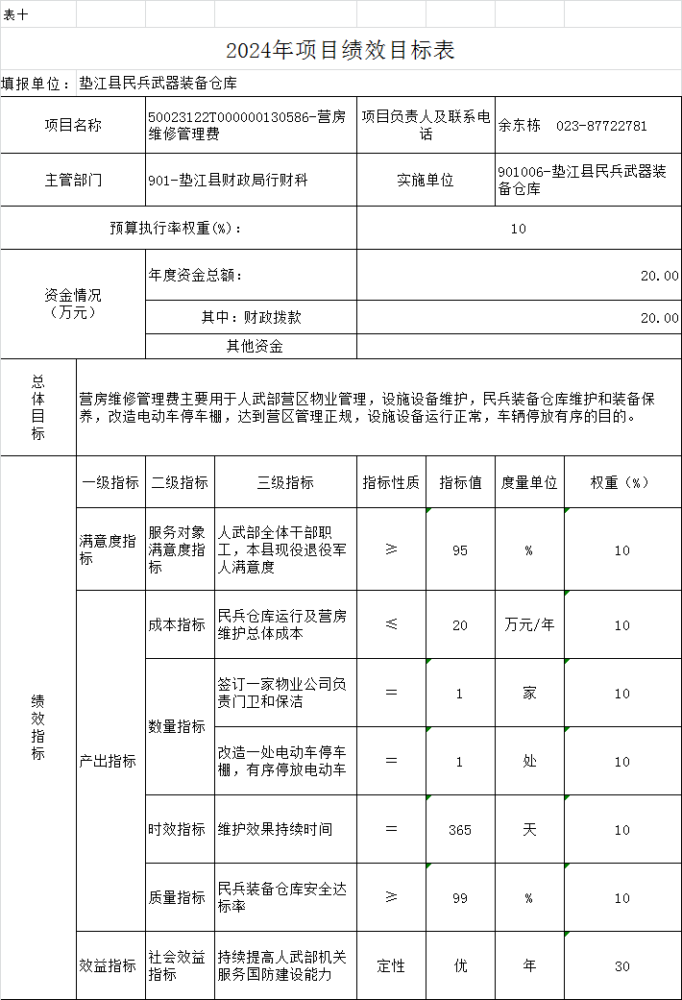 表十
2024年项目绩效目标表
填报单位：垫江县民兵武器装备仓库
项目名称
50023122T000000130586-营房
维修管理费
项目负责人及联系电
话
余东栋 023-87722781
主管部门
901-垫江县财政局行财科
实施单位
901006-垫江县民兵武器装
备仓库
预算执行率权重(%)：
10
资金情况
（万元）
年度资金总额：
20.00
其中：财政拨款
20.00
其他资金
总
体
目
标
营房维修管理费主要用于人武部营区物业管理，设施设备维护，民兵装备仓库维护和装备保
养，改造电动车停车棚，达到营区管理正规，设施设备运行正常，车辆停放有序的目的。
绩
效
指
标
一级指标 二级指标 三级指标 指标性质 指标值 度量单位 权重（%）
满意度指
标
服务对象
满意度指
标
人武部全体干部职
工，本县现役退役军
人满意度
≥ 95 % 10
产出指标
成本指标
民兵仓库运行及营房
维护总体成本
≤ 20 万元/年 10
数量指标
签订一家物业公司负
责门卫和保洁
＝ 1 家 10
改造一处电动车停车
棚，有序停放电动车
＝ 1 处 10
时效指标 维护效果持续时间 ＝ 365 天 10
质量指标
民兵装备仓库安全达
标率
≥ 99 % 10
效益指标
社会效益
指标
持续提高人武部机关
服务国防建设能力
定性 优 年 30